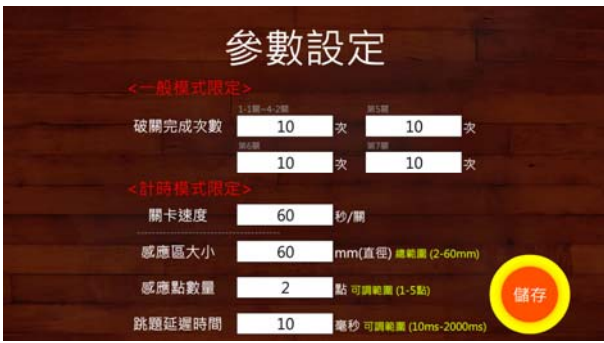 參數設定
<一般模式限定>
1-1關~4-2關 第5關
破關完成次數 10 次 10 次
第6關 第7關
10 次 10 次
<計時模式限定>
關卡速度 60 秒/關
感應區大小 60 mm(直徑) 總範圍 (2-60mm)
感應點數量 2 點 可調範圍 (1-5點)
跳題延遲時間 10 毫秒 可調範圍 (10ms-2000ms)
儲存